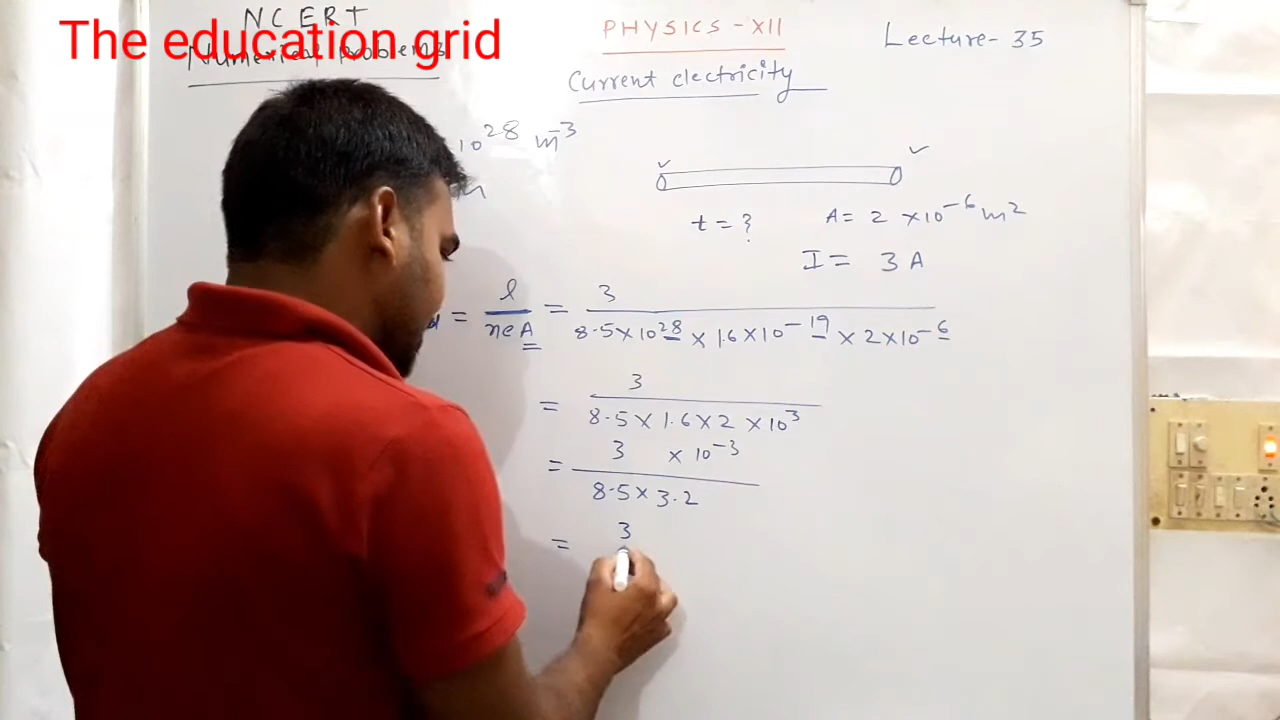 NCERT
The education grid
Numerical problems
PHYSICS - XII
Lecture- 35
Current electricity
10^28 m^-3
t = ?
A = 2 ×10^-6 m^2
I = 3 A
= l/neA = 3/(8.5×10^28 × 1.6×10^-19 × 2×10^-6)
= 3/(8.5×1.6×2×10^3)
= 3 ×10^-3/(8.5×3.2)
= 3